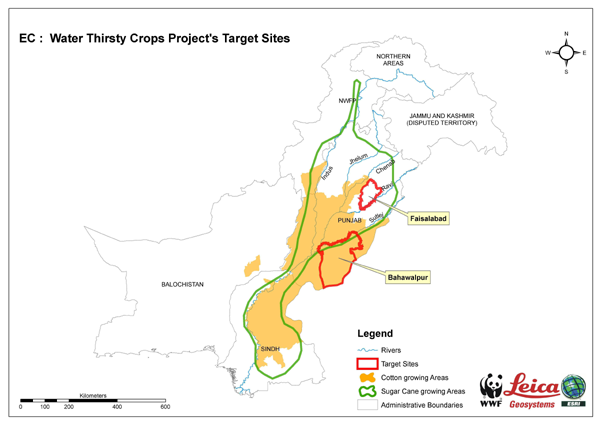 EC : Water Thirsty Crops Project's Target Sites
N
W E
S
NORTHERN
AREAS
NWFP
JAMMU AND KASHMIR
(DISPUTED TERRITORY)
Jhelum
Chenab
Indus
Ravi
Faisalabad
PUNJAB
Sutlej
Bahawalpur
BALOCHISTAN
SINDH
Legend
Rivers
Target Sites
Cotton growing Areas
Sugar Cane growing Areas
Administrative Boundaries
Kilometers
0 100 200 400 600
WWF
Leica
Geosystems
ESRI